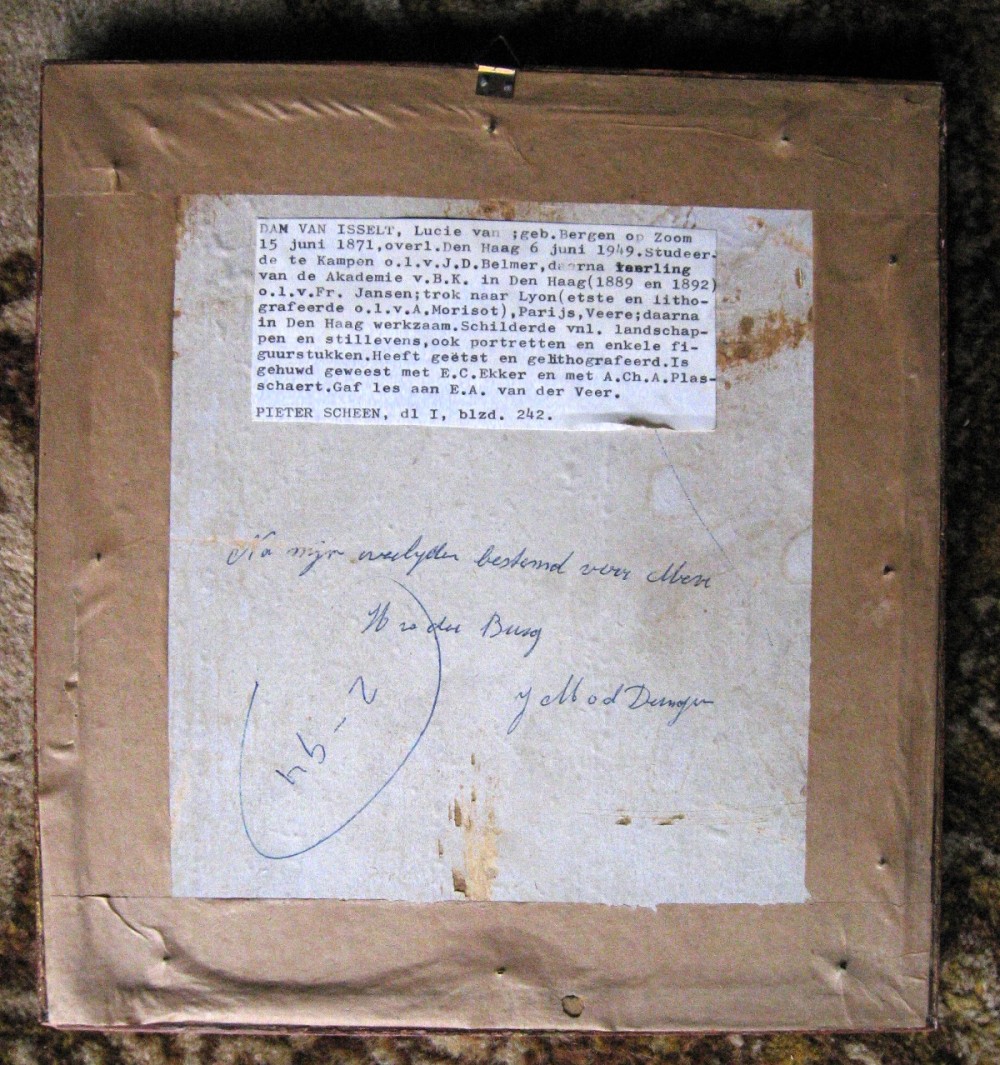 DAM VAN ISSELT, Lucie van ;geb.Bergen op Zoom
15 juni 1871,overl.Den Haag 6 juni 1949.Studeer-
de te Kampen o.l.v.J.D.Belmer,daarna leerling
van de Akademie v.B.K. in Den Haag(1889 en 1892)
o.l.v.Fr. Jansen;trok naar Lyon(etste en litho-
grafeerde o.l.v.A.Morisot),Parijs,Veere;daarna
in Den Haag werkzaam.Schilderde vnl. landschap-
pen en stillevens,ook portretten en enkele fi-
guurstukken.Heeft geëtst en gelithografeerd.Is
gehuwd geweest met E.C.Ekker en met A.Ch.A.Plas-
schaert.Gaf les aan E.A. van der Veer.
PIETER SCHEEN, dl I, blzd. 242.
Na mijn overlyden bestemd voor Mevr
der Burg